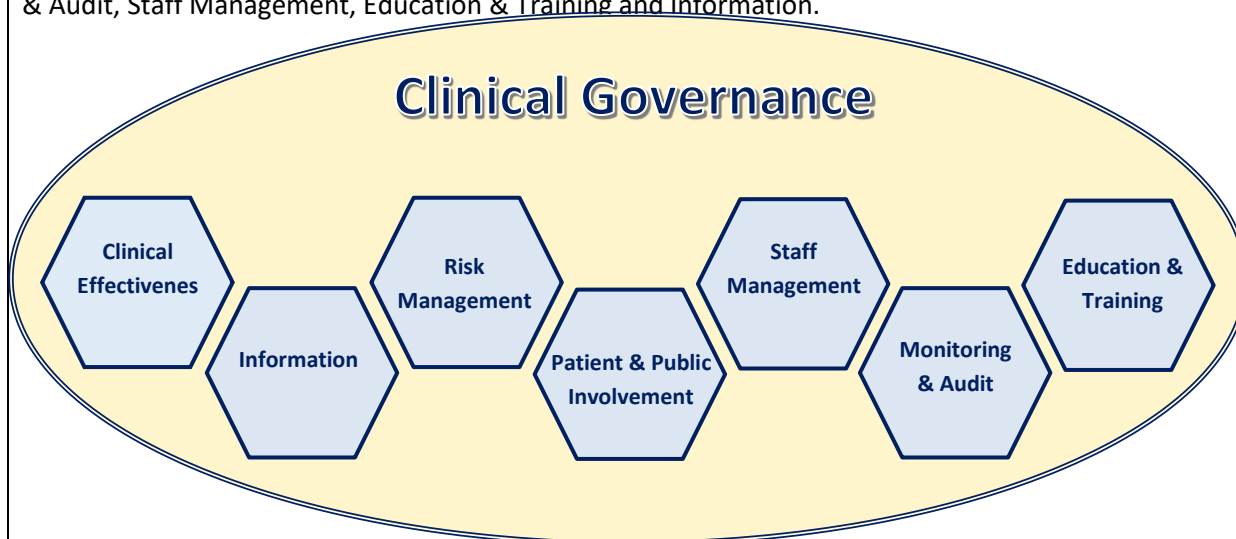 & Audit, Staff Management, Education & Training and Information.
Clinical Governance
Clinical
Effectivenes
Information
Risk
Management
Patient & Public
Involvement
Staff
Management
Monitoring
& Audit
Education &
Training